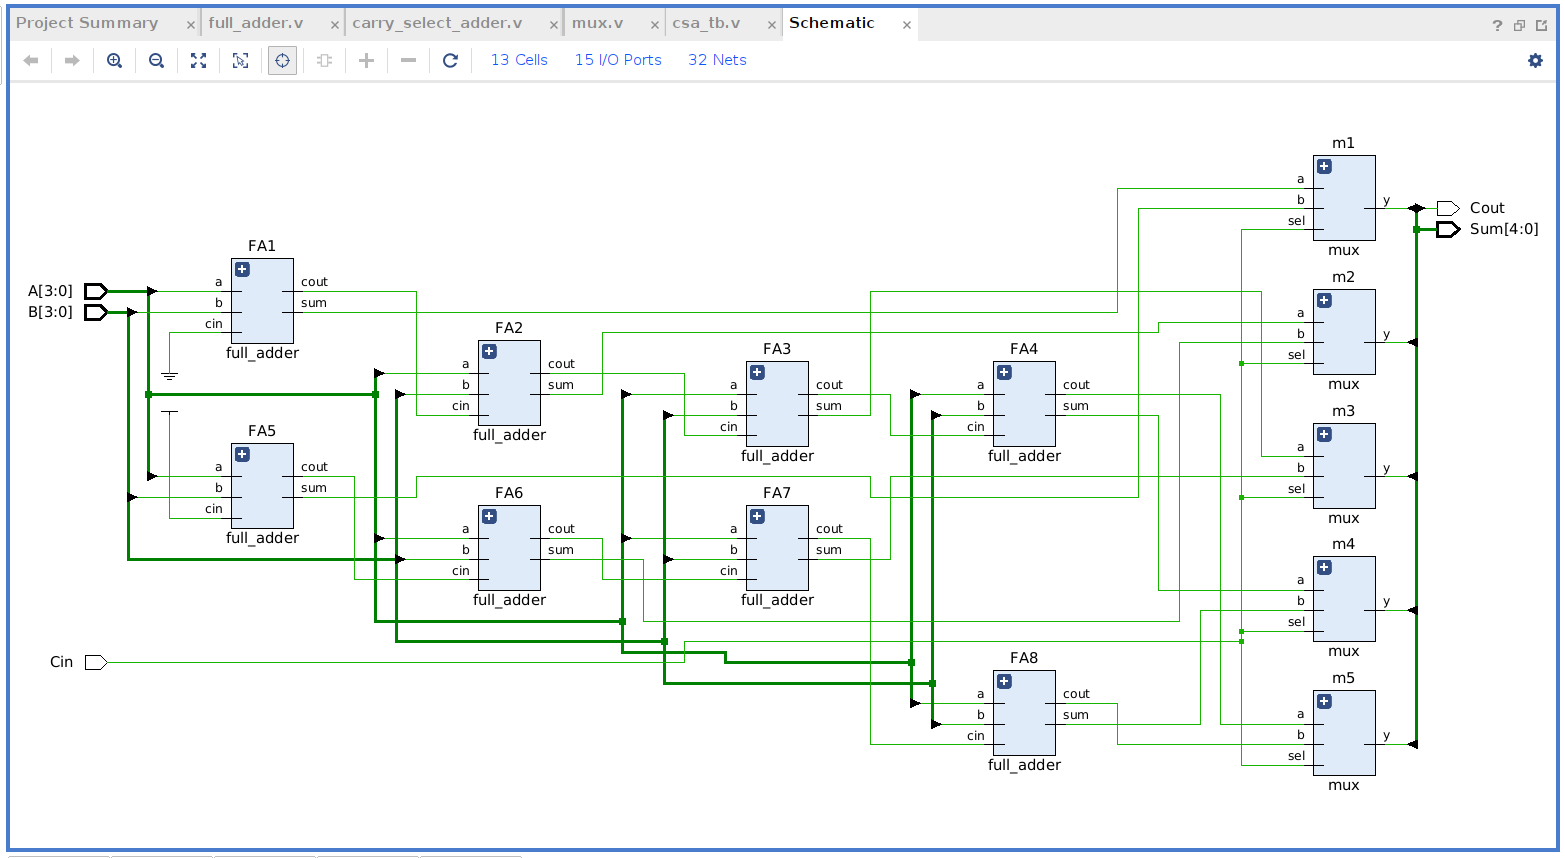 Project Summary × full_adder.v × carry_select_adder.v × mux.v × csa_tb.v × Schematic × ?
13 Cells 15 I/O Ports 32 Nets
m1
a
b
sel
y
mux
Cout
Sum[4:0]
FA1
a
b
cin
cout
sum
full_adder
A[3:0]
B[3:0]
m2
a
b
sel
y
mux
FA2
a
b
cin
cout
sum
full_adder
FA3
a
b
cin
cout
sum
full_adder
FA4
a
b
cin
cout
sum
full_adder
m3
a
b
sel
y
mux
FA5
a
b
cin
cout
sum
full_adder
FA6
a
b
cin
cout
sum
full_adder
FA7
a
b
cin
cout
sum
full_adder
m4
a
b
sel
y
mux
Cin
FA8
a
b
cin
cout
sum
full_adder
m5
a
b
sel
y
mux